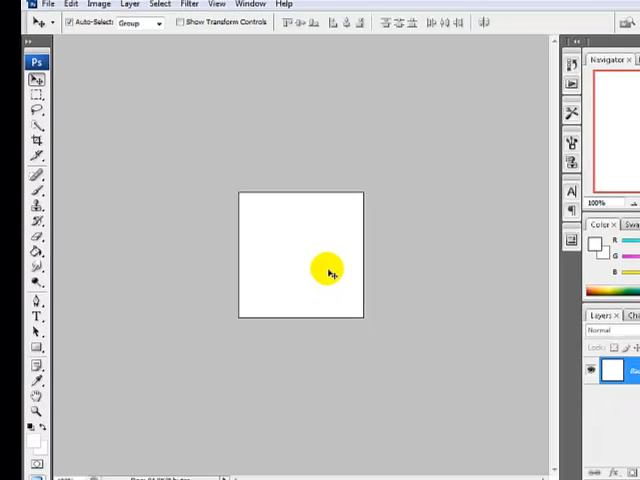 File Edit Image Layer Select Filter View Window Help
Auto-Select: Group Show Transform Controls
Ps
Navigator
100%
Color
R
G
B
Layers
Normal
Lock:
T
A